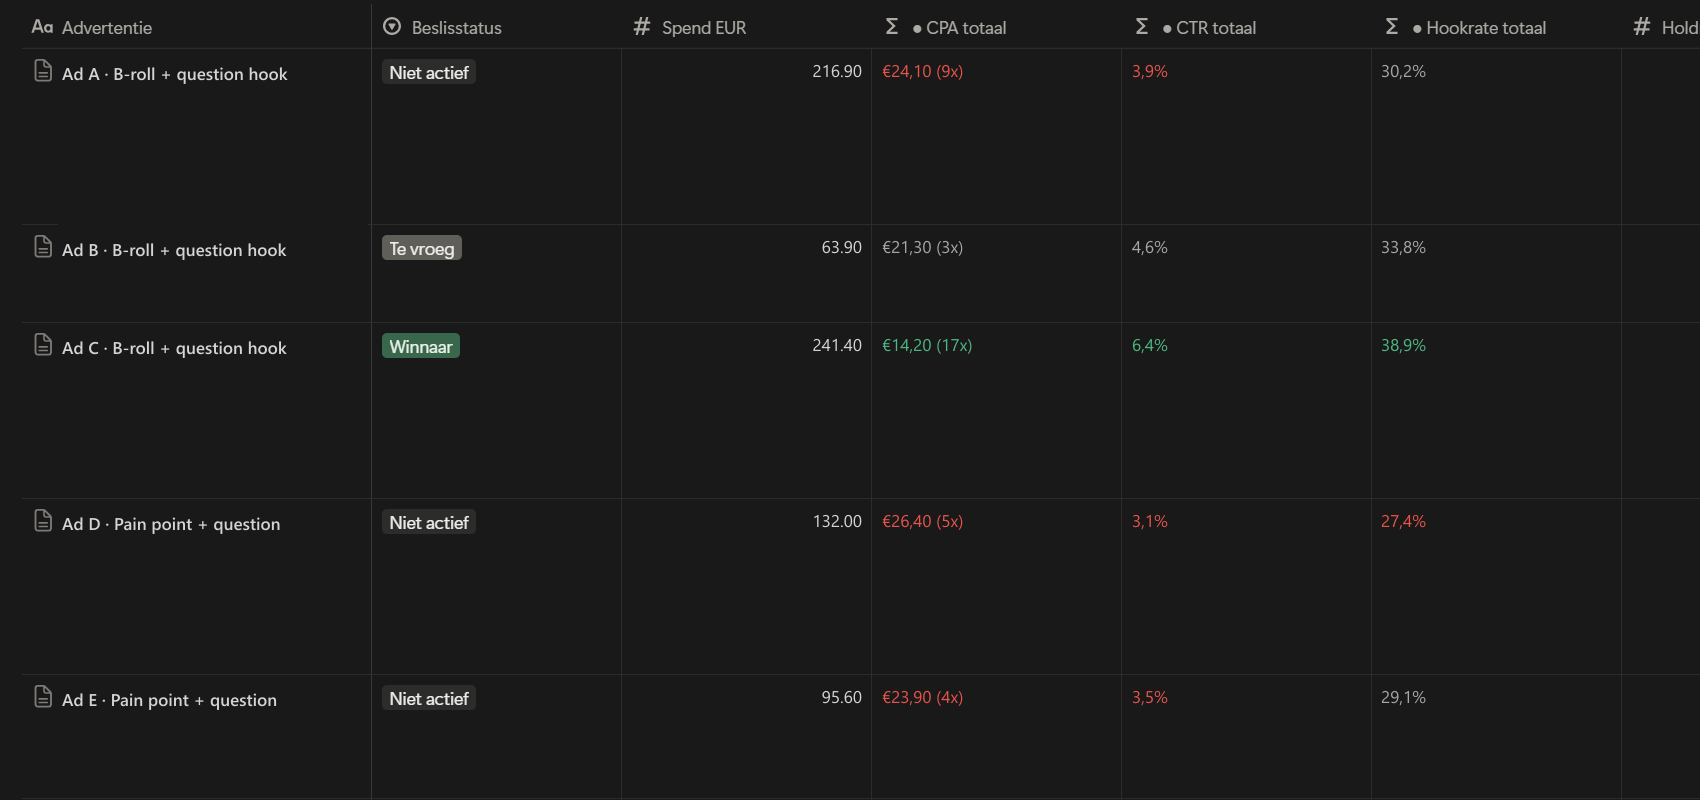 Aa Advertentie Beslisstatus # Spend EUR Σ ● CPA totaal Σ ● CTR totaal Σ ● Hookrate totaal # Hold
Ad A · B-roll + question hook Niet actief 216.90 €24,10 (9x) 3,9% 30,2%
Ad B · B-roll + question hook Te vroeg 63.90 €21,30 (3x) 4,6% 33,8%
Ad C · B-roll + question hook Winnaar 241.40 €14,20 (17x) 6,4% 38,9%
Ad D · Pain point + question Niet actief 132.00 €26,40 (5x) 3,1% 27,4%
Ad E · Pain point + question Niet actief 95.60 €23,90 (4x) 3,5% 29,1%